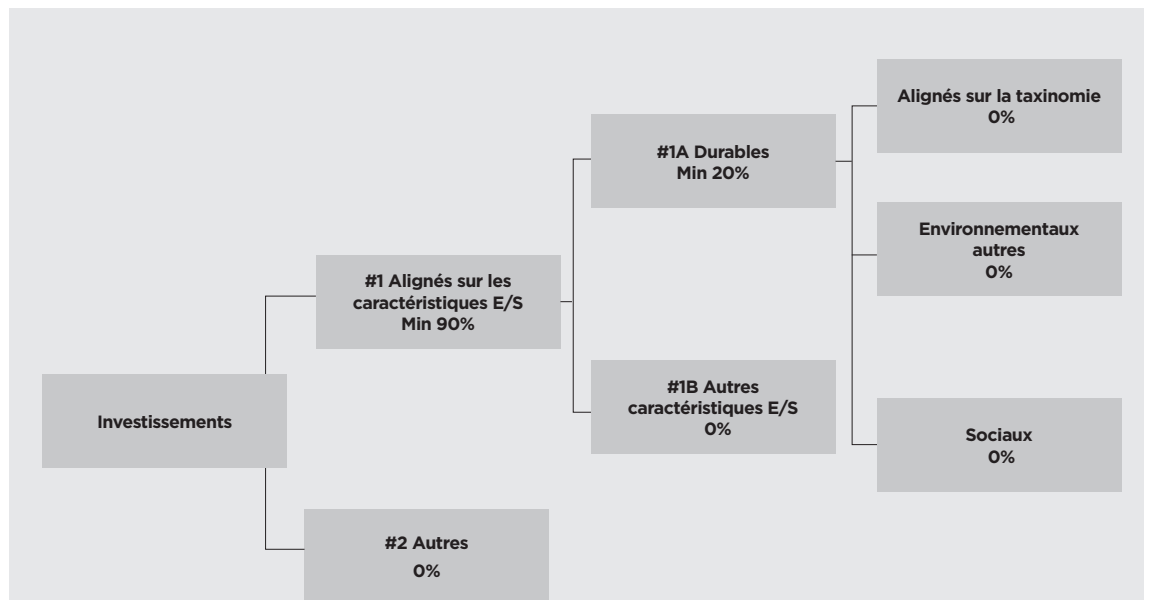 Investissements
#1 Alignés sur les
caractéristiques E/S
Min 90%
#2 Autres
0%
#1A Durables
Min 20%
#1B Autres
caractéristiques E/S
0%
Alignés sur la taxinomie
0%
Environnementaux
autres
0%
Sociaux
0%